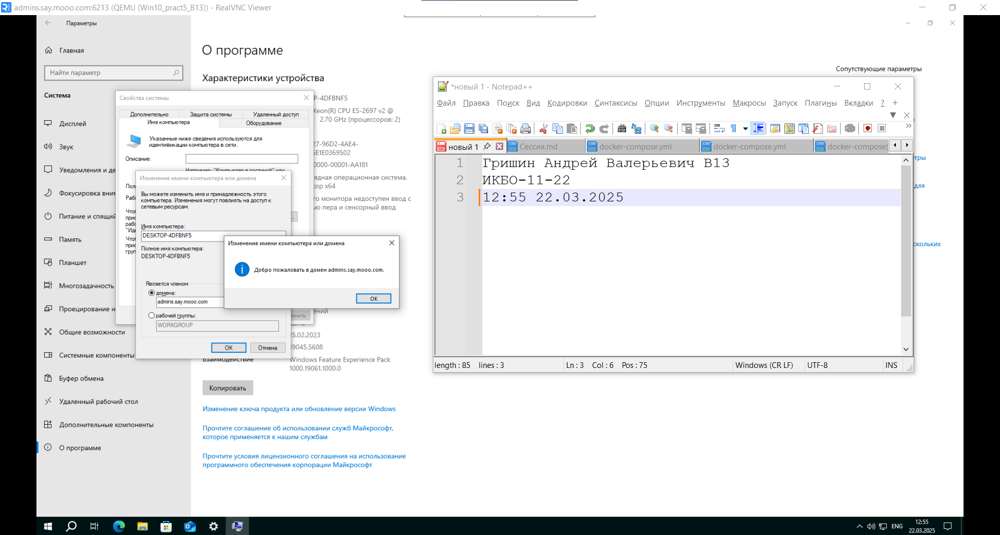 admins.say.mooo.com:6213 (QEMU (Win10_pract5_B13)) - RealVNC Viewer
Параметры
Главная
Найти параметр
Система
Дисплей
Звук
Уведомления и де
Фокусировка вни
Питание и спящий
Память
Планшет
Многозадачность
Проецирование н
Общие возможности
Системные компоненты
Буфер обмена
Удаленный рабочий стол
Дополнительные компоненты
О программе
О программе
Характеристики устройства
P-4DFBNF5
Xeon(R) CPU E5-2697 v2 @
2.70 GHz (процессоров: 2)
27-96D2-4AE4-
5E1E0369502
0000-00001-AA181
ядная операционная система,
сор x64
го монитора недоступен ввод с
ью пера и сенсорный ввод
ений
15.02.2023
19045.5608
Взаимодействие
Windows Feature Experience Pack
1000.19061.1000.0
Копировать
Изменение ключа продукта или обновление версии Windows
Прочтите соглашение об использовании служб Майкрософт,
которое применяется к нашим службам
Прочтите условия лицензионного соглашения на использование
программного обеспечения корпорации Майкрософт
Сопутствующие параметры
етры
для
скольких
Свойства системы
Дополнительно
Защита системы
Удаленный доступ
Имя компьютера
Оборудование
Указанные ниже сведения используются для
идентификации компьютера в сети.
Описание:
Например: "Компьютер в гостиной" или
Пол
Рабо
Что
прис
рабо
"Иде
Что
прис
груп
...
енить
Изменение имени компьютера или домена
Вы можете изменить имя и принадлежность этого
компьютера. Изменения могут повлиять на доступ к
сетевым ресурсам.
Имя компьютера:
DESKTOP-4DFBNF5
Полное имя компьютера:
DESKTOP-4DFBNF5
Является членом
домена:
admins.say.mooo.com
рабочей группы:
WORKGROUP
ОК
Отмена
Изменение имени компьютера или домена
Добро пожаловать в домен admins.say.mooo.com.
ОК
*новый 1 - Notepad++
Файл Правка Поиск Вид Кодировки Синтаксисы Опции Инструменты Макросы Запуск Плагины Вкладки ? +
новый 1
Сессия.md
docker-compose.yml
docker-compose.yml
docker-compose(
1 Гришин Андрей Валерьевич В13
2 ИКБО-11-22
3 12:55 22.03.2025
length : 85 lines : 3
Ln : 3 Col : 6 Pos : 75
Windows (CR LF)
UTF-8
INS
ENG
12:55
22.03.2025